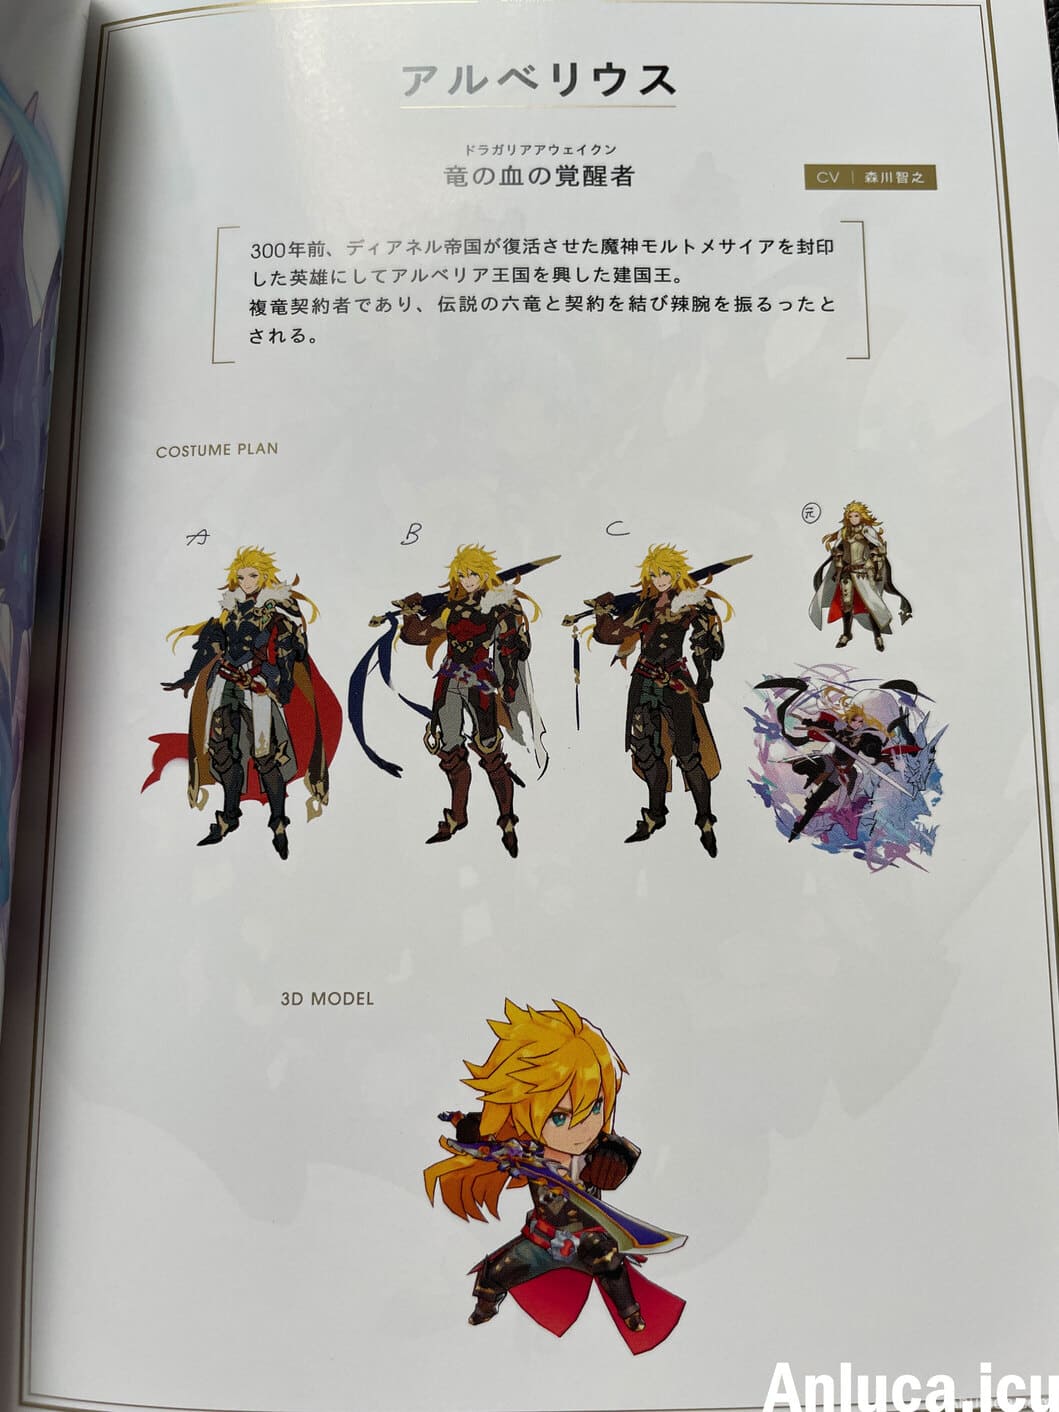 アルベリウス
ドラガリアアウェイクン
竜の血の覚醒者
CV｜森川智之
300年前、ディアネル帝国が復活させた魔神モルトメサイアを封印
した英雄にしてアルベリア王国を興した建国王。
複竜契約者であり、伝説の六竜と契約を結び辣腕を振るったと
される。
COSTUME PLAN
A
B
C
元
3D MODEL
Anluca.icu